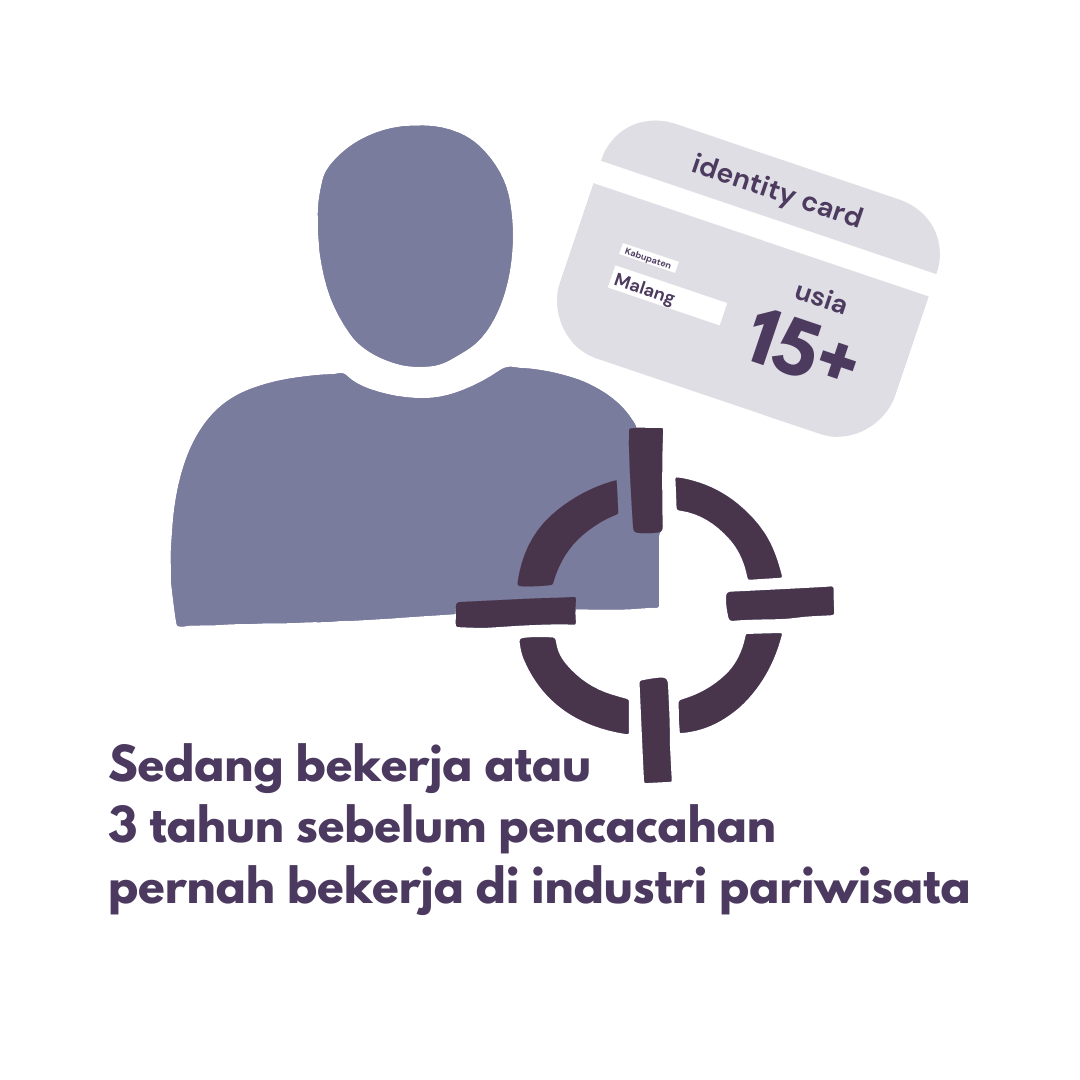 identity card
Kabupaten
Malang
usia
15+
Sedang bekerja atau
3 tahun sebelum pencacahan
pernah bekerja di industri pariwisata